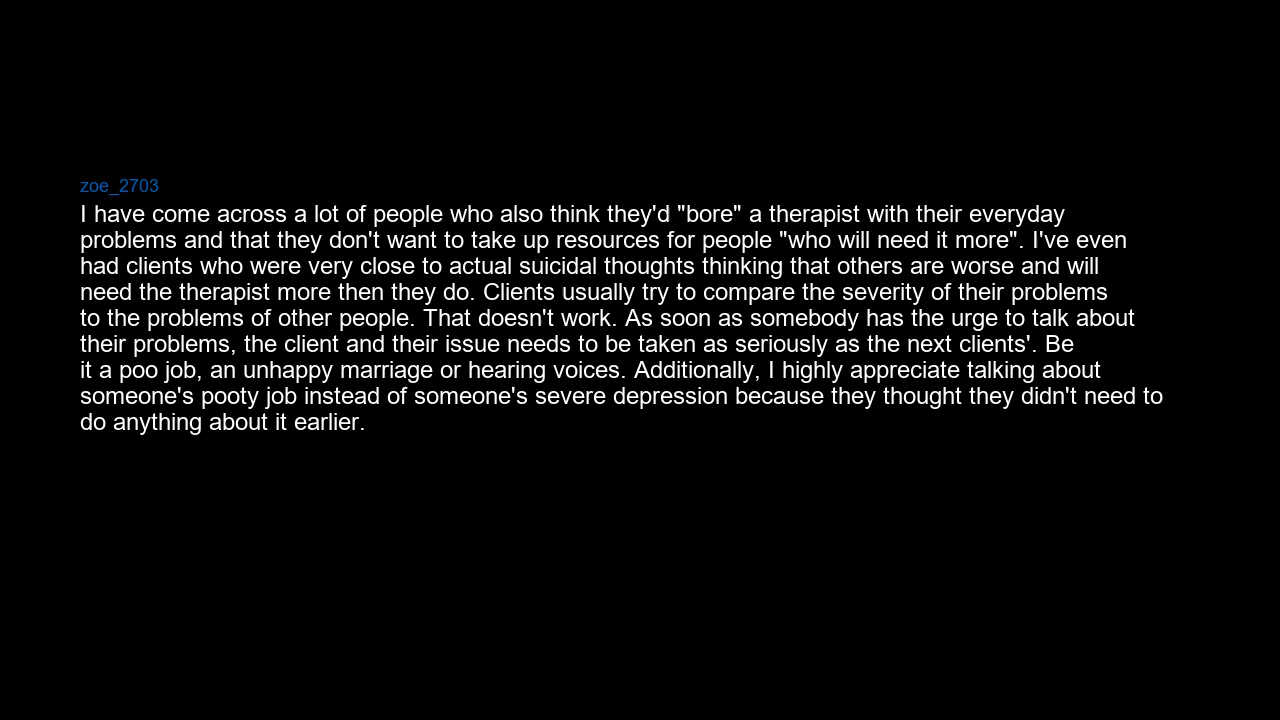 zoe_2703
I have come across a lot of people who also think they'd "bore" a therapist with their everyday
problems and that they don't want to take up resources for people "who will need it more". I've even
had clients who were very close to actual suicidal thoughts thinking that others are worse and will
need the therapist more then they do. Clients usually try to compare the severity of their problems
to the problems of other people. That doesn't work. As soon as somebody has the urge to talk about
their problems, the client and their issue needs to be taken as seriously as the next clients'. Be
it a poo job, an unhappy marriage or hearing voices. Additionally, I highly appreciate talking about
someone's pooty job instead of someone's severe depression because they thought they didn't need to
do anything about it earlier.